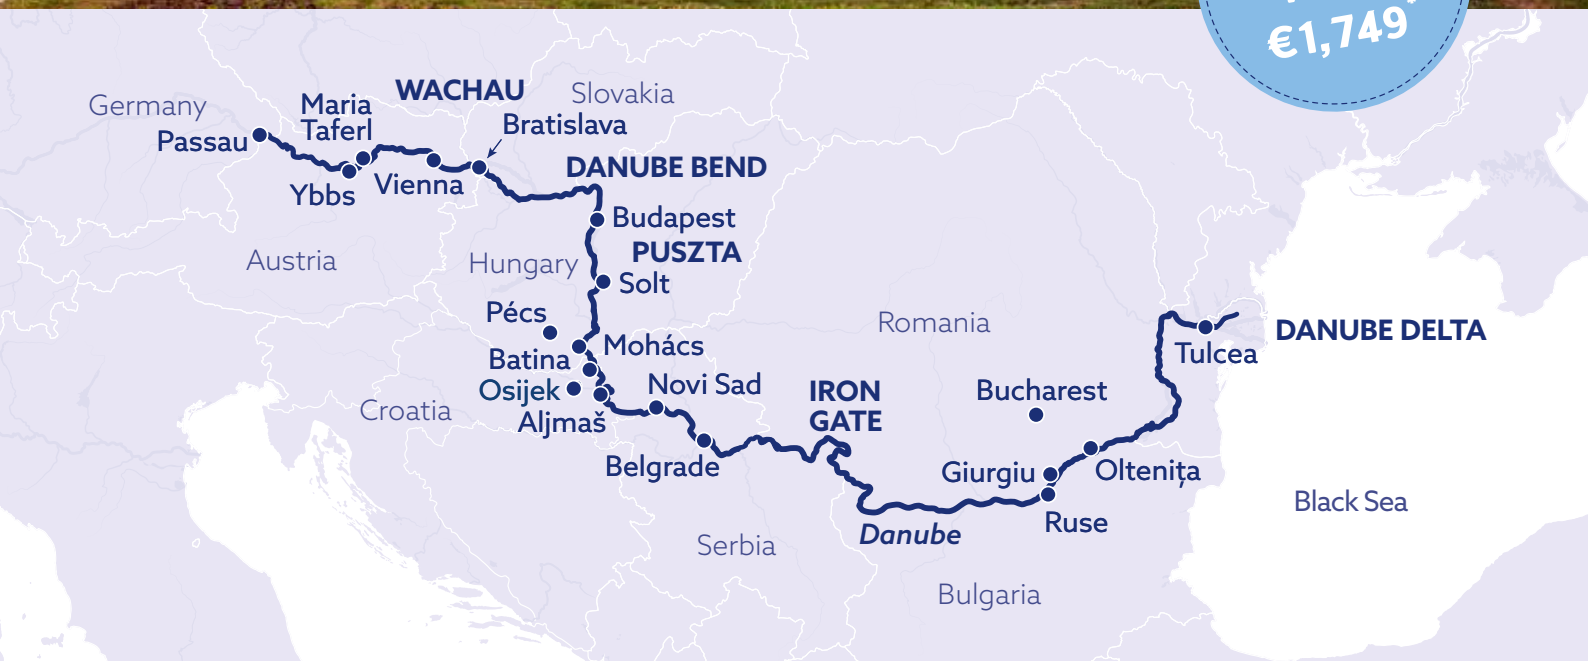 €1,749*
WACHAU
Slovakia
Germany
Maria
Taferl
Bratislava
Passau
DANUBE BEND
Ybbs
Vienna
Budapest
PUSZTA
Austria
Hungary
Solt
Pécs
Romania
DANUBE DELTA
Mohács
Batina
Tulcea
Osijek
Novi Sad
IRON
GATE
Bucharest
Croatia
Aljmaš
Belgrade
Giurgiu
Oltenița
Black Sea
Ruse
Danube
Serbia
Bulgaria